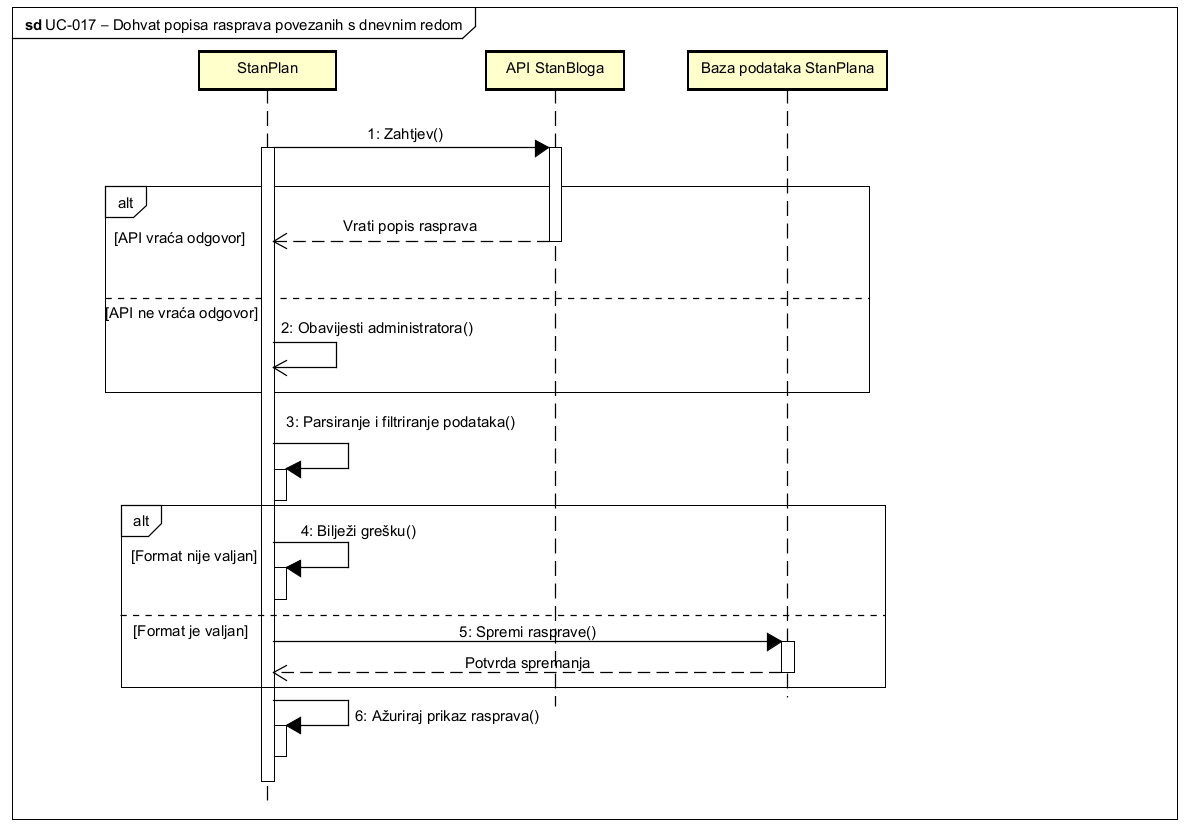 sd UC-017 – Dohvat popisa rasprava povezanih s dnevnim redom
StanPlan
API StanBloga
Baza podataka StanPlana
1: Zahtjev()
alt
Vrati popis rasprava
[API vraća odgovor]
[API ne vraća odgovor]
2: Obavijesti administratora()
3: Parsiranje i filtriranje podataka()
alt
4: Bilježi grešku()
[Format nije valjan]
[Format je valjan]
5: Spremi rasprave()
Potvrda spremanja
6: Ažuriraj prikaz rasprava()